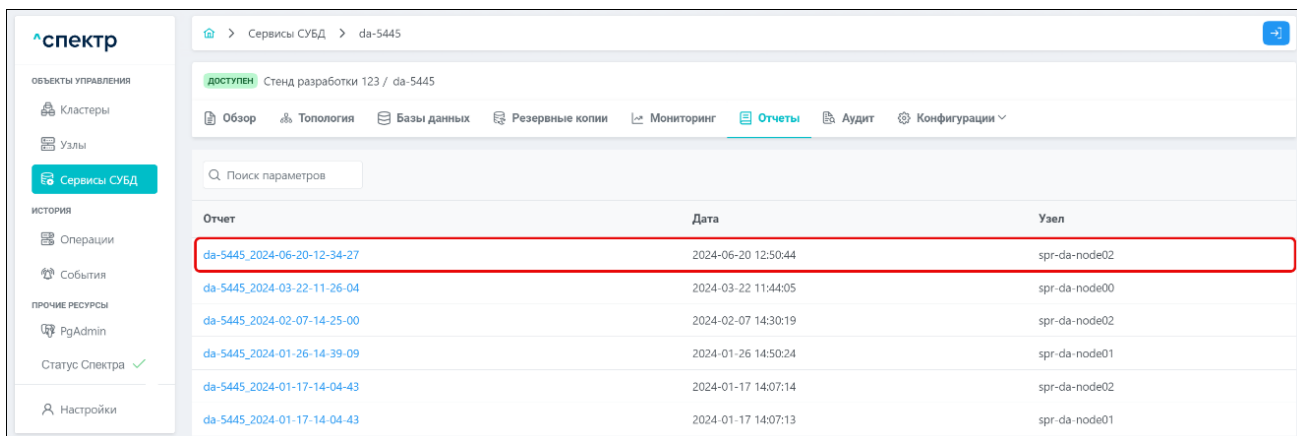 ^спектр
ОБЪЕКТЫ УПРАВЛЕНИЯ
Кластеры
Узлы
Сервисы СУБД
ИСТОРИЯ
Операции
События
ПРОЧИЕ РЕСУРСЫ
PgAdmin
Статус Спектра
Настройки
> Сервисы СУБД > da-5445
ДОСТУПЕН Стенд разработки 123 / da-5445
Обзор Топология Базы данных Резервные копии Мониторинг Отчеты Аудит Конфигурации
Поиск параметров
Отчет Дата Узел
da-5445_2024-06-20-12-34-27 2024-06-20 12:50:44 spr-da-node02
da-5445_2024-03-22-11-26-04 2024-03-22 11:44:05 spr-da-node00
da-5445_2024-02-07-14-25-00 2024-02-07 14:30:19 spr-da-node02
da-5445_2024-01-26-14-39-09 2024-01-26 14:50:24 spr-da-node01
da-5445_2024-01-17-14-04-43 2024-01-17 14:07:14 spr-da-node02
da-5445_2024-01-17-14-04-43 2024-01-17 14:07:13 spr-da-node01